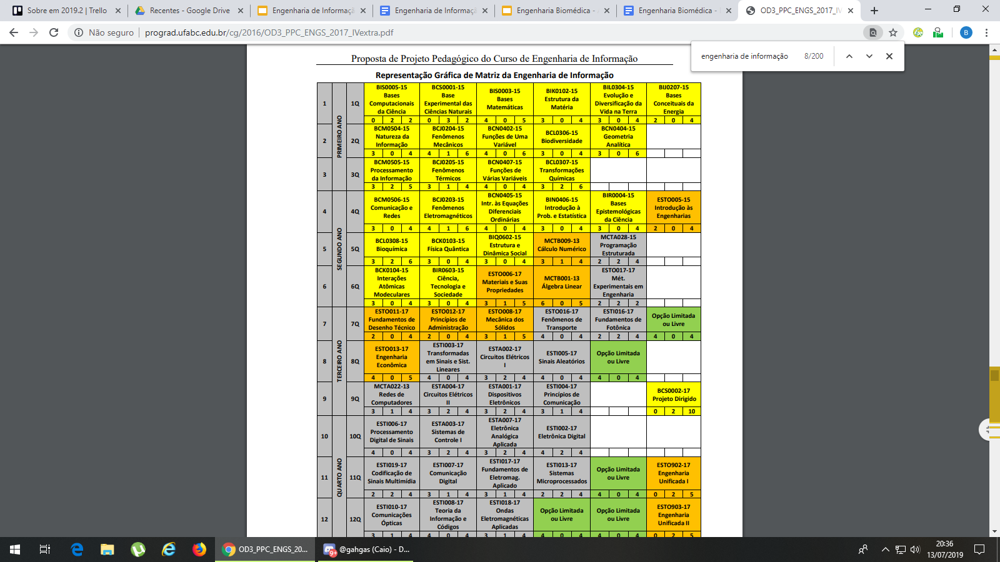 Sobre em 2019.2 | Trello
Recentes - Google Drive
Engenharia de Informaçã
Engenharia de Informaçã
Engenharia Biomédica -
Engenharia Biomédica -
OD3_PPC_ENGS_2017_IV
Não seguro
prograd.ufabc.edu.br/cg/2016/OD3_PPC_ENGS_2017_IVextra.pdf
B
engenharia de informação 8/200
Proposta de Projeto Pedagógico do Curso de Engenharia de Informação
Representação Gráfica de Matriz da Engenharia de Informação
PRIMEIRO ANO
1 1Q
BIS0005-15 Bases Computacionais da Ciência 0 2 2
BCS0001-15 Base Experimental das Ciências Naturais 0 3 2
BIS0003-15 Bases Matemáticas 4 0 5
BIK0102-15 Estrutura da Matéria 3 0 4
BIL0304-15 Evolução e Diversificação da Vida na Terra 3 0 4
BIJ0207-15 Bases Conceituais da Energia 2 0 4
2 2Q
BCM0504-15 Natureza da Informação 3 0 4
BCJ0204-15 Fenômenos Mecânicos 4 1 6
BCN0402-15 Funções de Uma Variável 4 0 6
BCL0306-15 Biodiversidade 3 0 4
BCN0404-15 Geometria Analítica 3 0 6
3 3Q
BCM0505-15 Processamento da Informação 3 2 5
BCJ0205-15 Fenômenos Térmicos 3 1 4
BCN0407-15 Funções de Várias Variáveis 4 0 4
BCL0307-15 Transformações Químicas 3 2 6
SEGUNDO ANO
4 4Q
BCM0506-15 Comunicação e Redes 3 0 4
BCJ0203-15 Fenômenos Eletromagnéticos 4 1 6
BCN0405-15 Intr. às Equações Diferenciais Ordinárias 4 0 4
BIN0406-15 Introdução à Prob. e Estatística 3 0 4
BIR0004-15 Bases Epistemológicas da Ciência 3 0 4
ESTO005-15 Introdução às Engenharias 2 0 4
5 5Q
BCL0308-15 Bioquímica 3 2 6
BCK0103-15 Física Quântica 3 0 4
BIQ0602-15 Estrutura e Dinâmica Social 3 0 4
MCTB009-13 Cálculo Numérico 3 1 4
MCTA028-15 Programação Estruturada 2 2 4
6 6Q
BCK0104-15 Interações Atômicas Modeculares 3 0 4
BIR0603-15 Ciência, Tecnologia e Sociedade 3 0 4
ESTO006-17 Materiais e Suas Propriedades 3 1 5
MCTB001-13 Álgebra Linear 6 0 5
ESTO017-17 Mét. Experimentais em Engenharia 2 2 2
TERCEIRO ANO
7 7Q
ESTO011-17 Fundamentos de Desenho Técnico 2 0 4
ESTO012-17 Princípios de Administração 2 0 4
ESTO008-17 Mecânica dos Sólidos 3 1 5
ESTO016-17 Fenômenos de Transporte 4 0 4
ESTI016-17 Fundamentos de Fotônica 2 2 4
Opção Limitada ou Livre 4 0 4
8 8Q
ESTO013-17 Engenharia Econômica 4 0 5
ESTI003-17 Transformadas em Sinais e Sist. Lineares 4 0 4
ESTA002-17 Circuitos Elétricos I 3 2 4
ESTI005-17 Sinais Aleatórios 4 0 4
Opção Limitada ou Livre 4 0 4
9 9Q
MCTA022-13 Redes de Computadores 3 1 4
ESTA004-17 Circuitos Elétricos II 3 2 4
ESTA001-17 Dispositivos Eletrônicos 3 2 4
ESTI004-17 Princípios de Comunicação 3 1 4
BCS0002-17 Projeto Dirigido 0 2 10
QUARTO ANO
10 10Q
ESTI006-17 Processamento Digital de Sinais 4 0 4
ESTA003-17 Sistemas de Controle I 3 2 4
ESTA007-17 Eletrônica Analógica Aplicada 3 2 4
ESTI002-17 Eletrônica Digital 4 2 4
11 11Q
ESTI019-17 Codificação de Sinais Multimídia 2 2 4
ESTI007-17 Comunicação Digital 3 1 4
ESTI017-17 Fundamentos de Eletromag. Aplicado 3 1 4
ESTI013-17 Sistemas Microprocessados 2 2 4
Opção Limitada ou Livre 4 0 4
ESTO902-17 Engenharia Unificada I 0 2 5
12 12Q
ESTI010-17 Comunicações Ópticas 3 1 4
ESTI008-17 Teoria da Informação e Códigos 4 0 4
ESTI018-17 Ondas Eletromagnéticas Aplicadas 3 1 4
Opção Limitada ou Livre 4 0 4
Opção Limitada ou Livre 4 0 4
ESTO903-17 Engenharia Unificada II 0 2 5
OD3_PPC_ENGS_20...
9+
@gahgas (Caio) - D...
20:36
13/07/2019